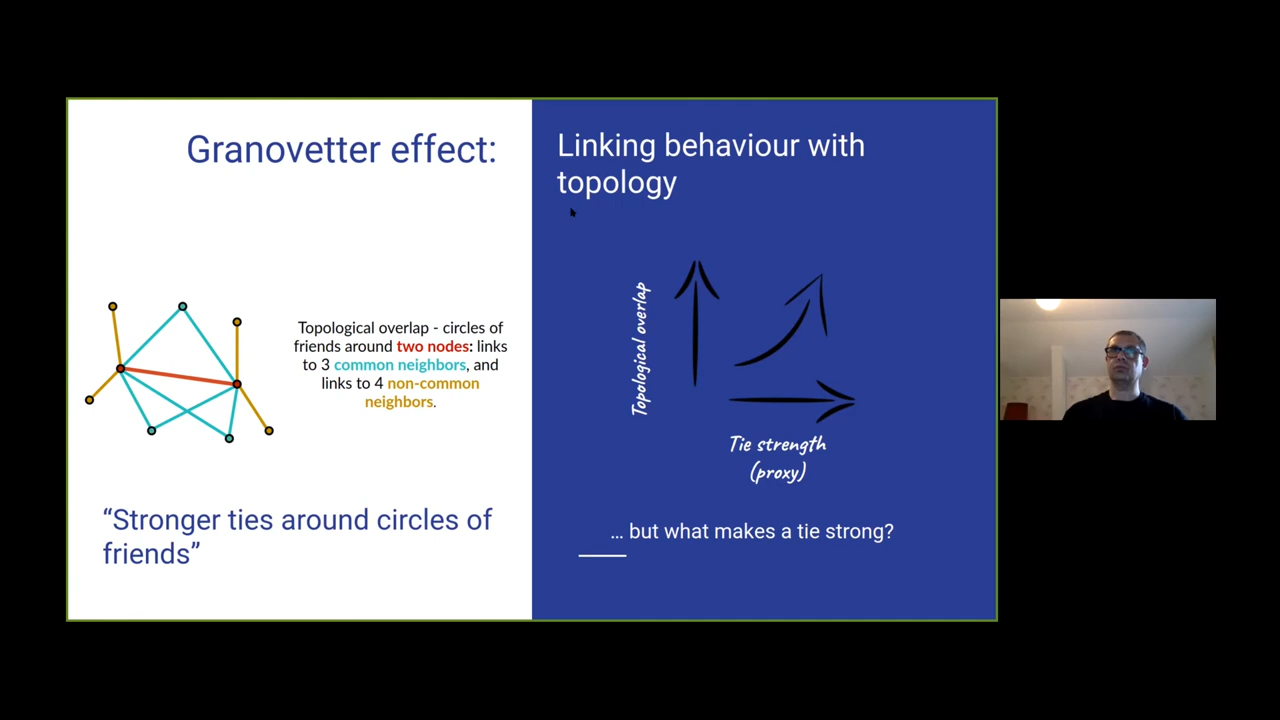 Granovetter effect:
Topological overlap - circles of
friends around two nodes: links
to 3 common neighbors, and
links to 4 non-common
neighbors.
“Stronger ties around circles of
friends”
Linking behaviour with
topology
Topological overlap
Tie strength
(proxy)
... but what makes a tie strong?